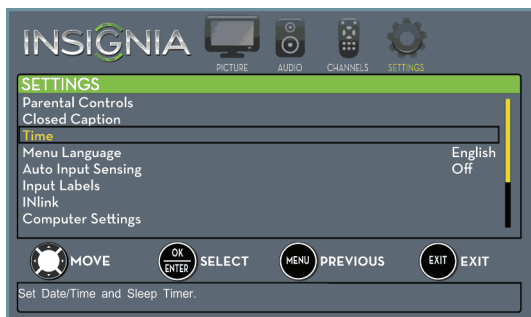 INSIGNIA
PICTURE AUDIO CHANNELS SETTINGS
SETTINGS
Parental Controls
Closed Caption
Time
Menu Language English
Auto Input Sensing Off
Input Labels
INlink
Computer Settings
MOVE OK ENTER SELECT MENU PREVIOUS EXIT EXIT
Set Date/Time and Sleep Timer.